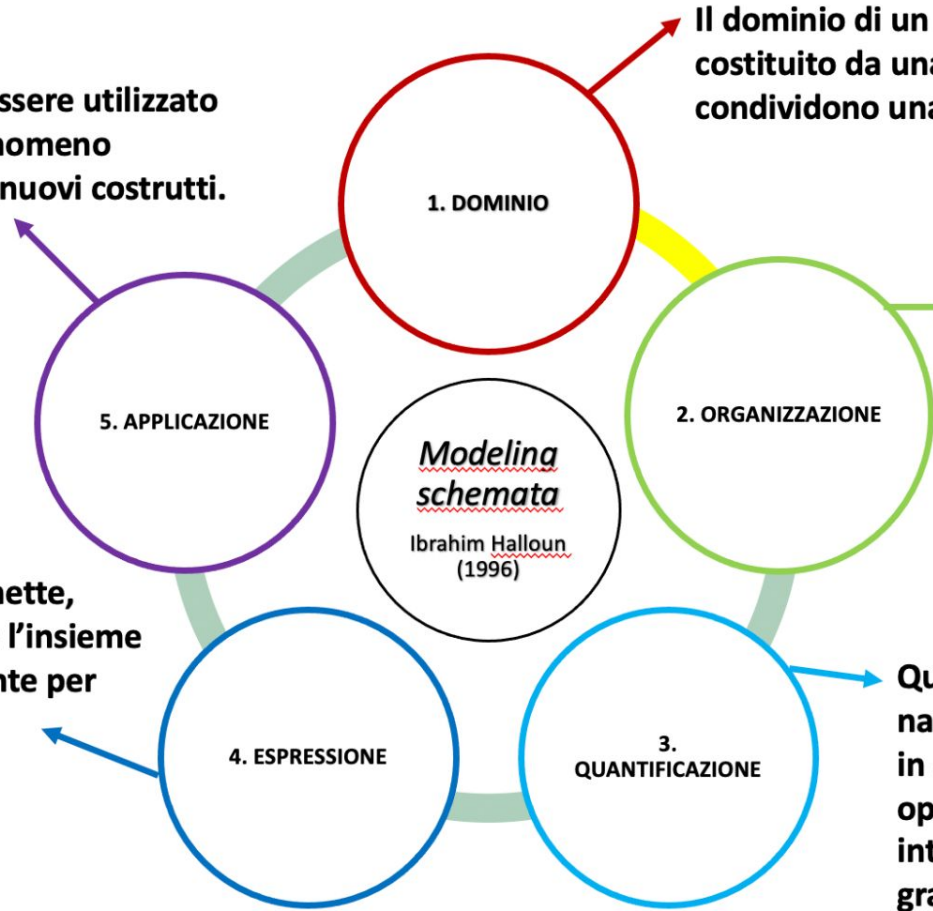 Il dominio di un
costituito da una
condividono una
ssere utilizzato
nomeno
nuovi costrutti.
1. DOMINIO
2. ORGANIZZAZIONE
5. APPLICAZIONE
Modeling
schemata
Ibrahim Halloun
(1996)
nette,
l’insieme
nte per
4. ESPRESSIONE
3.
QUANTIFICAZIONE
Qu
na
in
op
int
gra